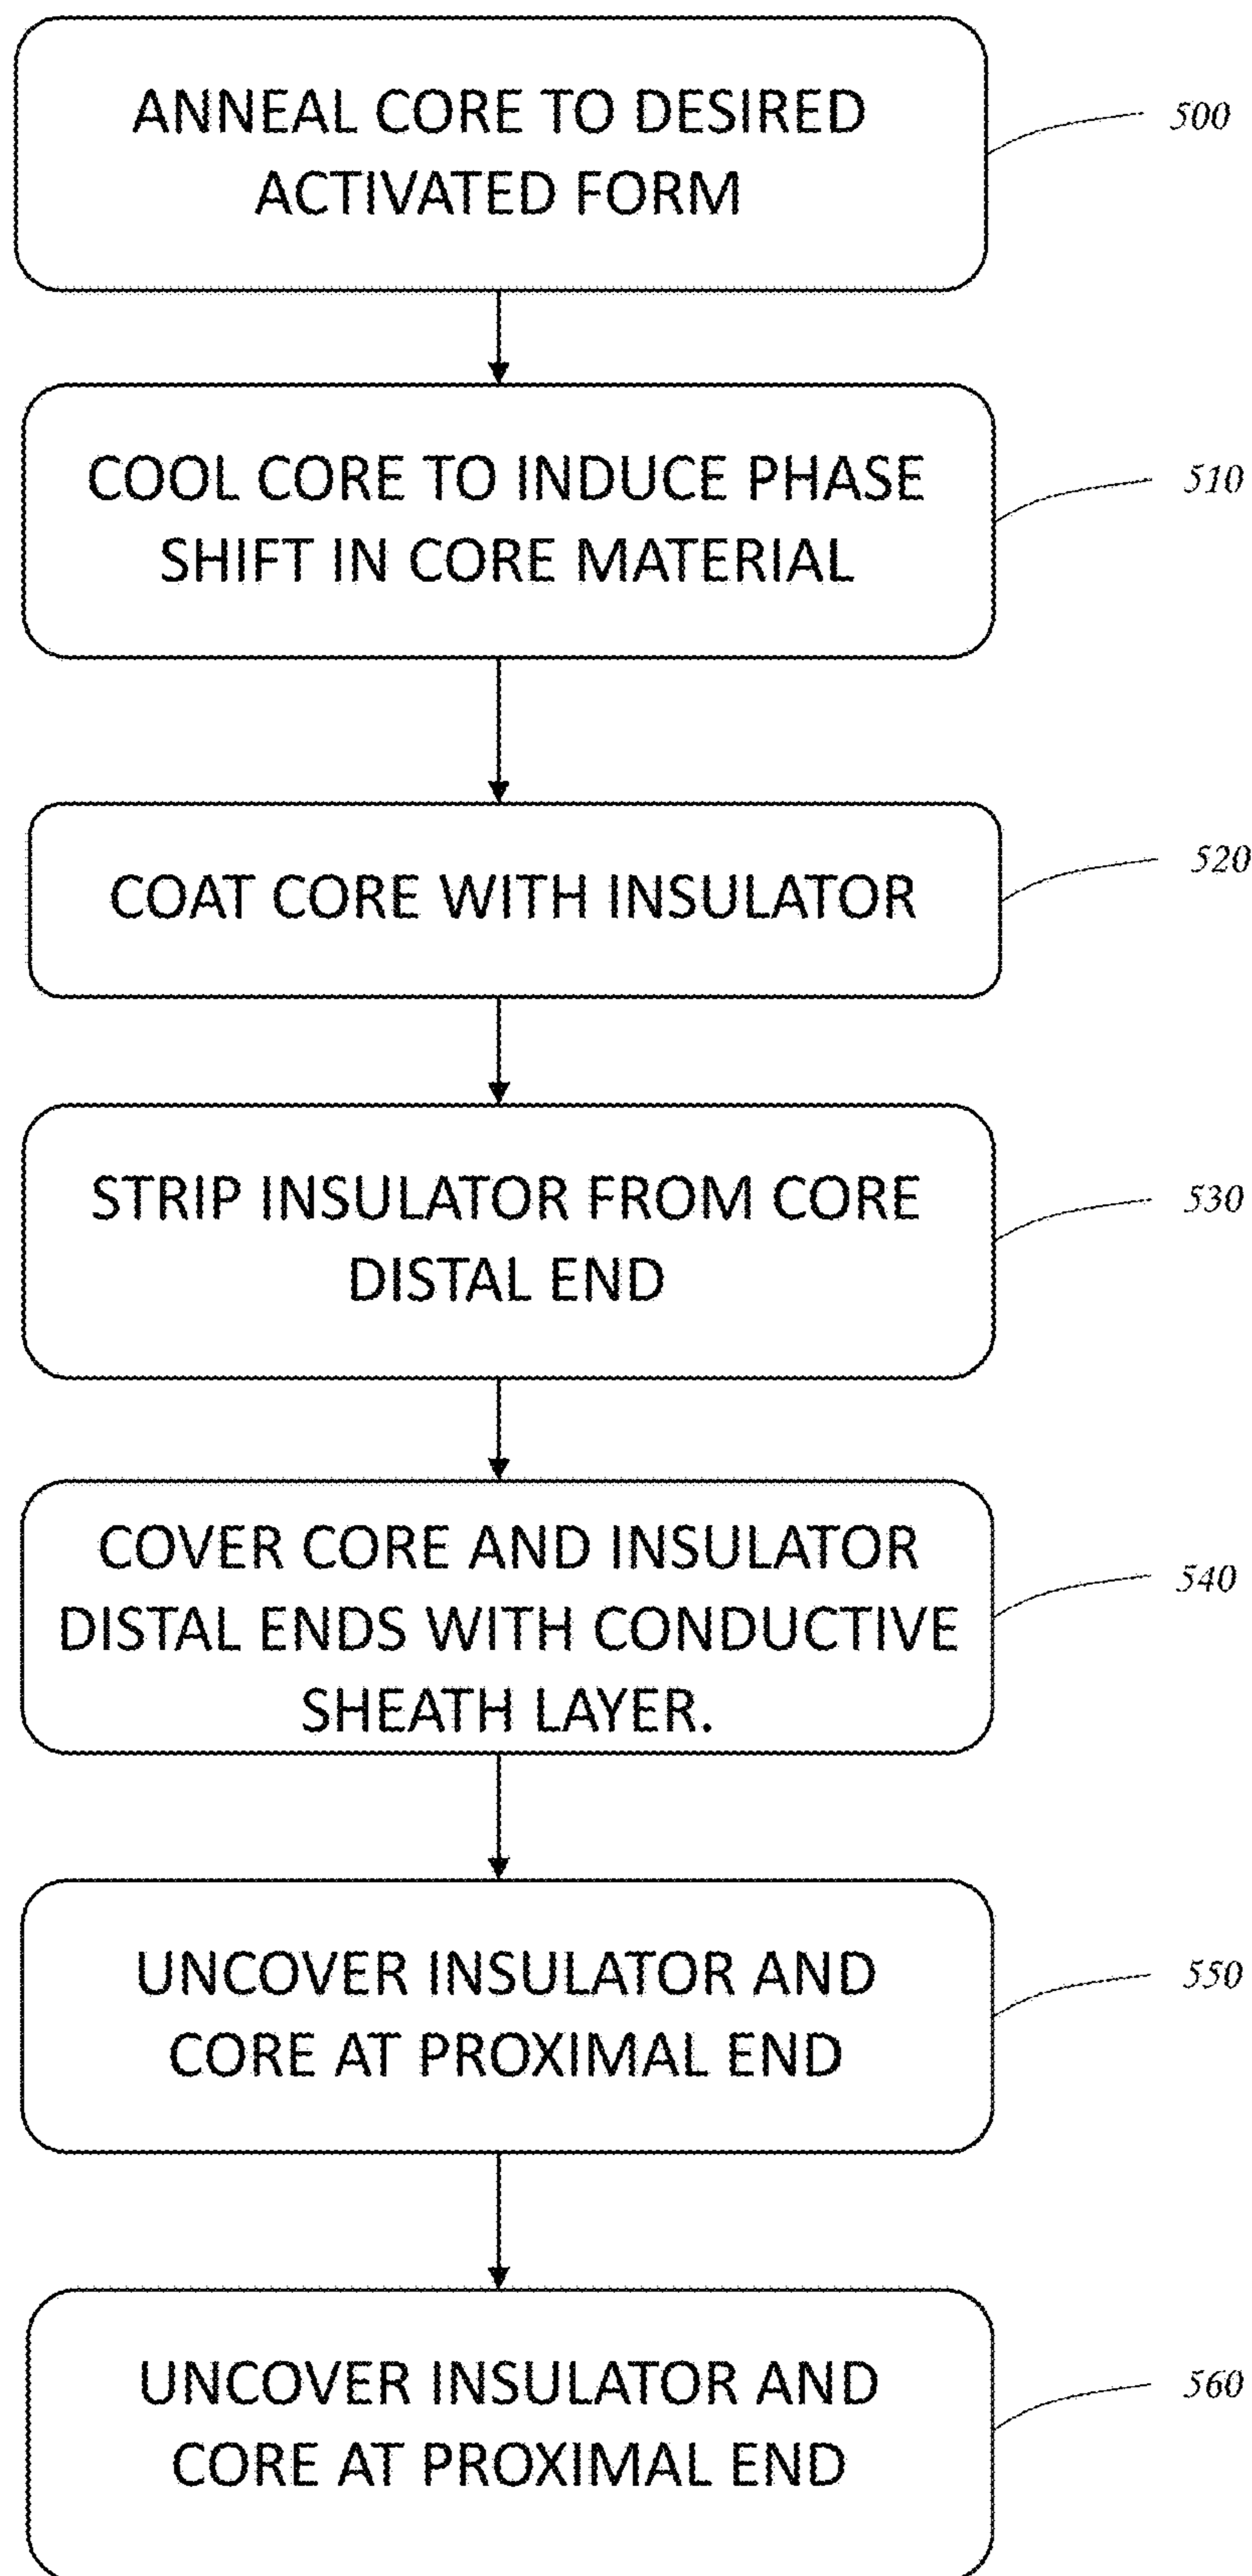 ANNEAL CORE TO DESIRED
ACTIVATED FORM
500
COOL CORE TO INDUCE PHASE
SHIFT IN CORE MATERIAL
510
COAT CORE WITH INSULATOR
520
STRIP INSULATOR FROM CORE
DISTAL END
530
COVER CORE AND INSULATOR
DISTAL ENDS WITH CONDUCTIVE
SHEATH LAYER.
540
UNCOVER INSULATOR AND
CORE AT PROXIMAL END
550
UNCOVER INSULATOR AND
CORE AT PROXIMAL END
560